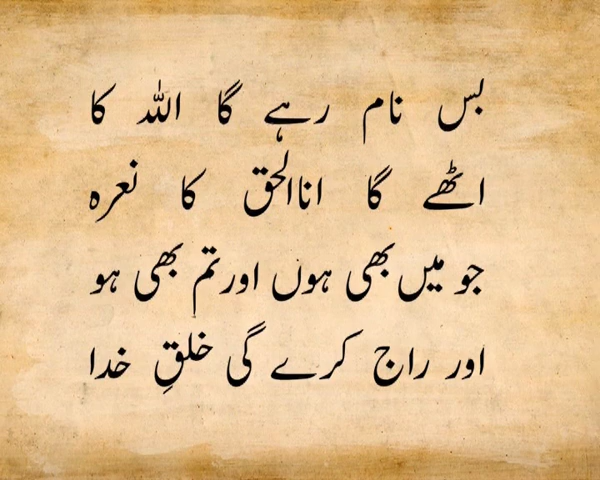 بس نام رہے گا اللہ کا
اٹھے گا اناالحق کا نعرہ
جو میں بھی ہوں اور تم بھی ہو
اور راج کرے گی خلقِ خدا